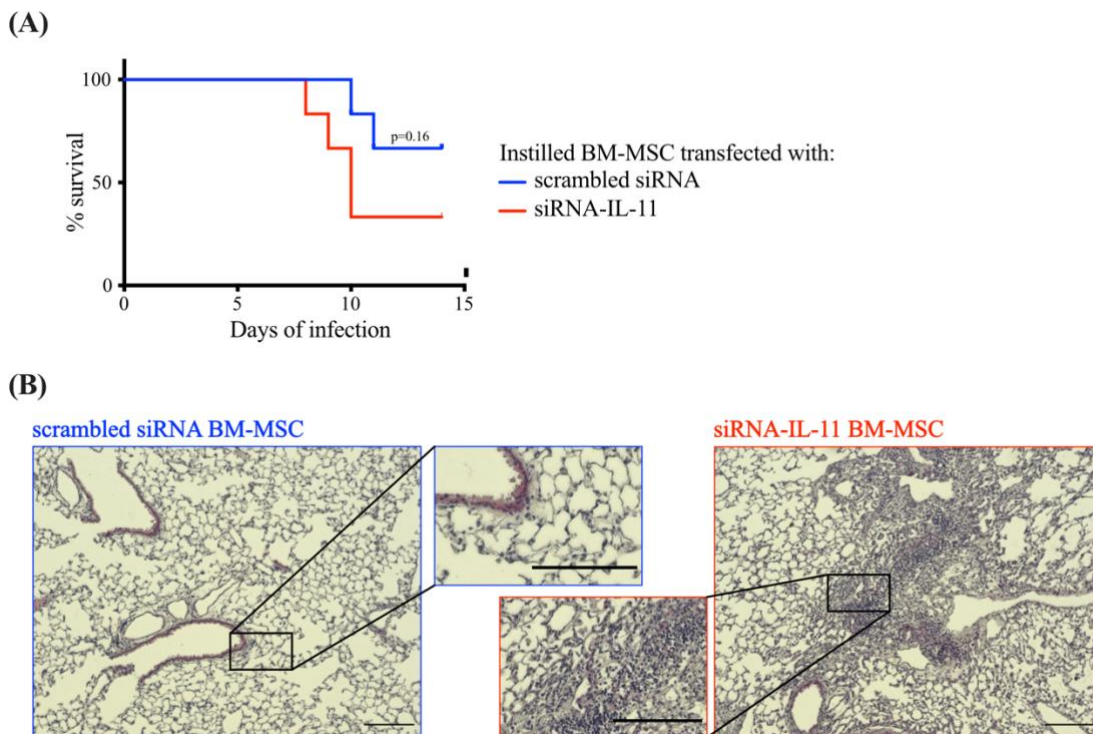 (A)
100
50
0
% survival
p=0.16
0
5
10
15
Days of infection
Instilled BM-MSC transfected with:
scrambled siRNA
siRNA-IL-11
(B)
scrambled siRNA BM-MSC
siRNA-IL-11 BM-MSC